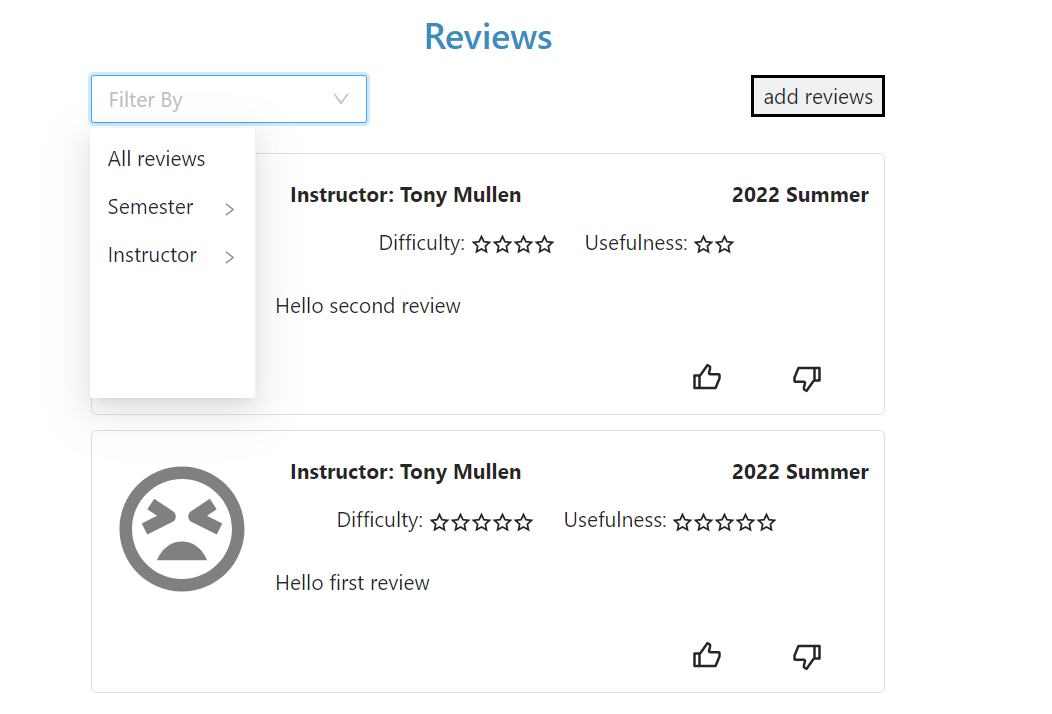 Reviews
Filter By
add reviews
All reviews
Semester
Instructor
Instructor: Tony Mullen
2022 Summer
Difficulty:
Usefulness:
Hello second review
Instructor: Tony Mullen
2022 Summer
Difficulty:
Usefulness:
Hello first review